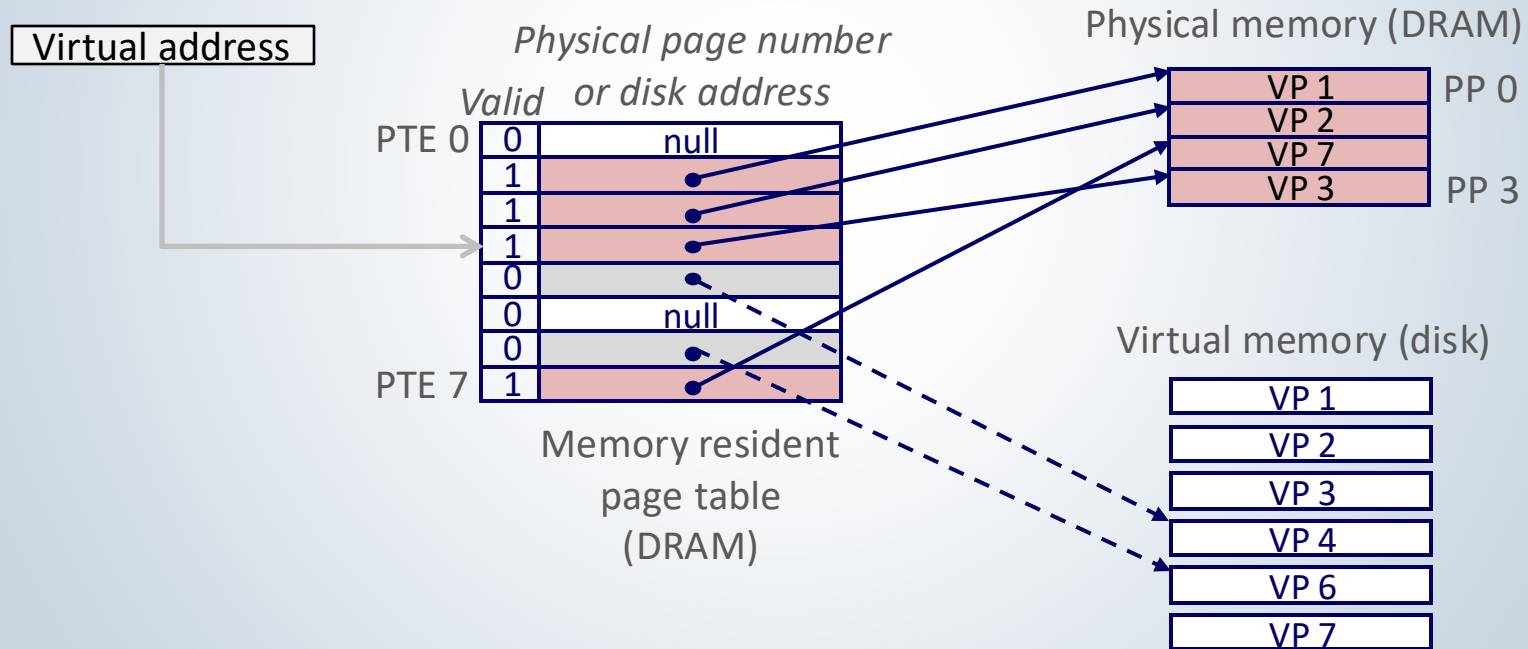 Virtual address
Physical page number
or disk address
Valid
PTE 0
0
null
1
1
1
0
0
null
0
PTE 7
1
Memory resident
page table
(DRAM)
Physical memory (DRAM)
VP 1
PP 0
VP 2
VP 7
VP 3
PP 3
Virtual memory (disk)
VP 1
VP 2
VP 3
VP 4
VP 6
VP 7